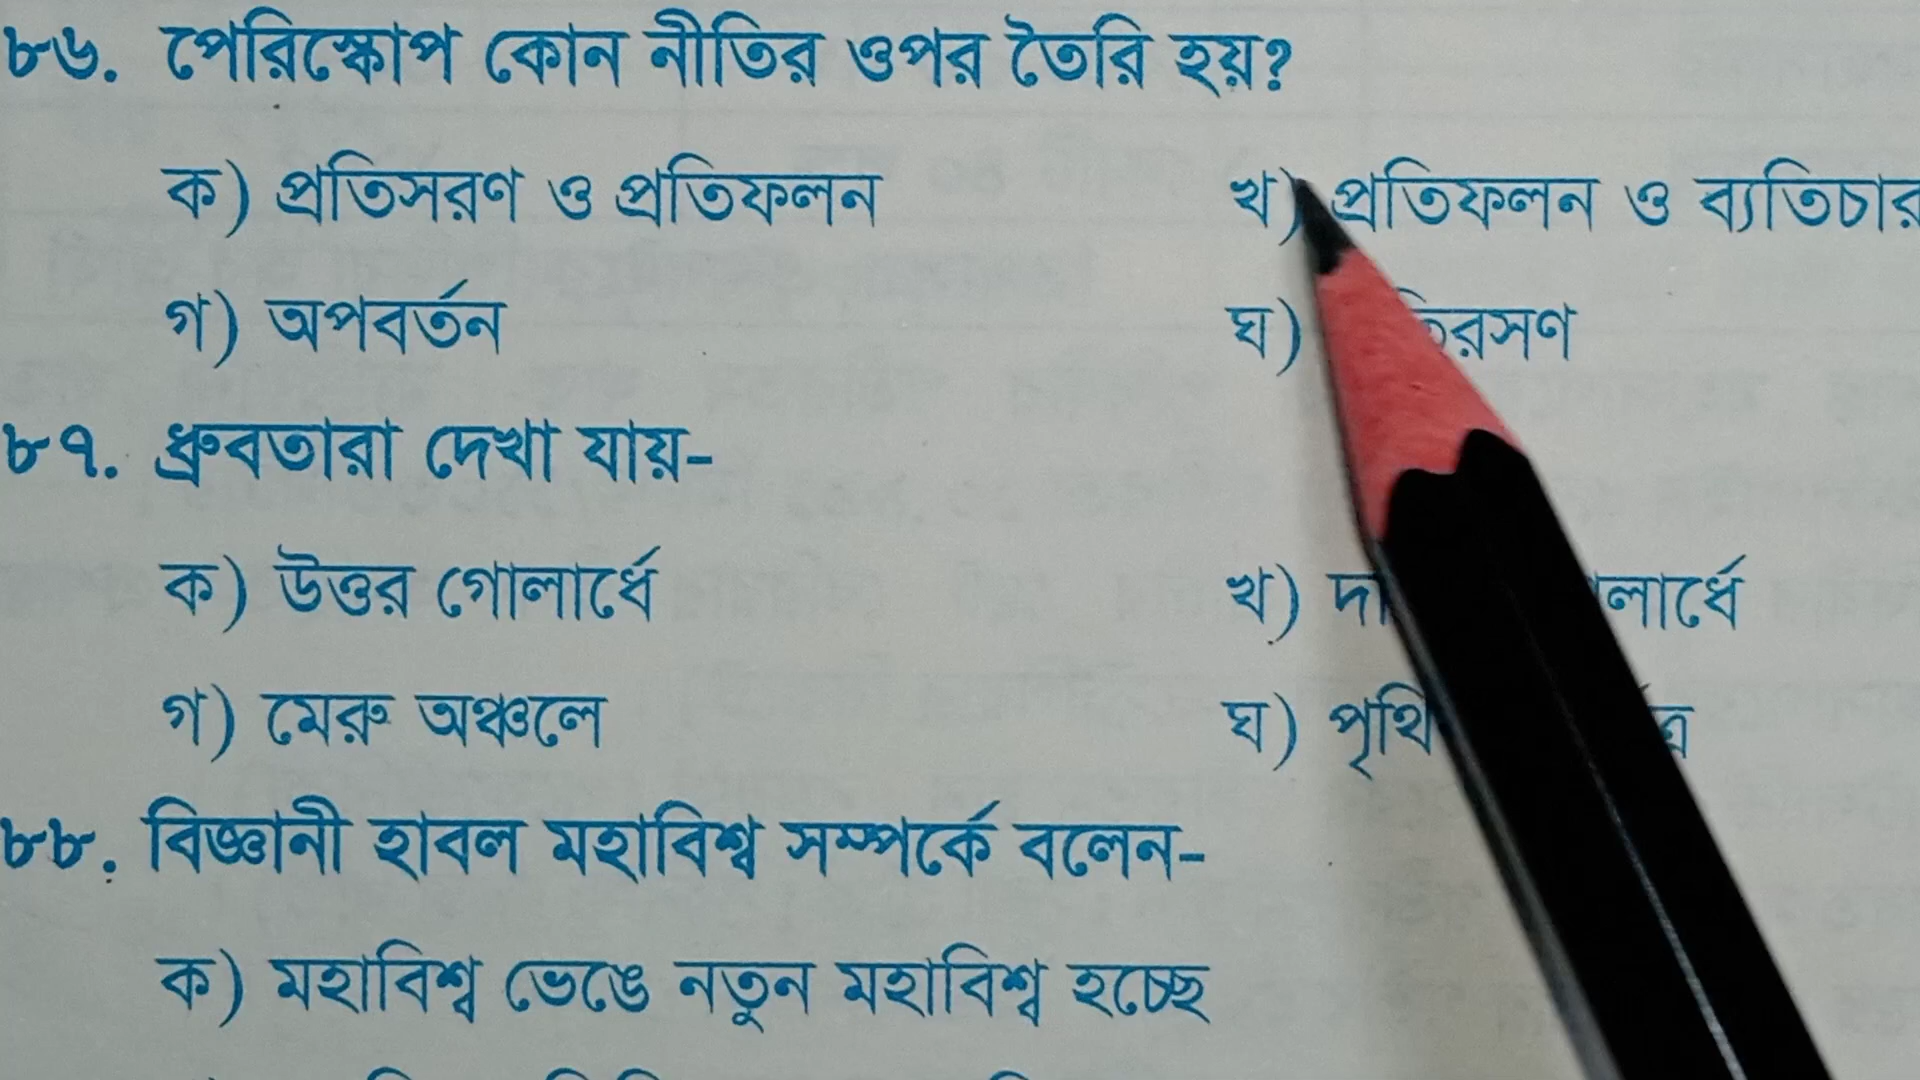 ৮৬. পেরিস্কোপ কোন নীতির ওপর তৈরি হয়?
ক) প্রতিসরণ ও প্রতিফলন খ) প্রতিফলন ও ব্যতিচার
গ) অপবর্তন ঘ)
৮৭. ধ্রুবতারা দেখা যায়-
ক) উত্তর গোলার্ধে খ)
গ) মেরু অঞ্চলে ঘ)
৮৮. বিজ্ঞানী হাবল মহাবিশ্ব সম্পর্কে বলেন-
ক) মহাবিশ্ব ভেঙে নতুন মহাবিশ্ব হচ্ছে